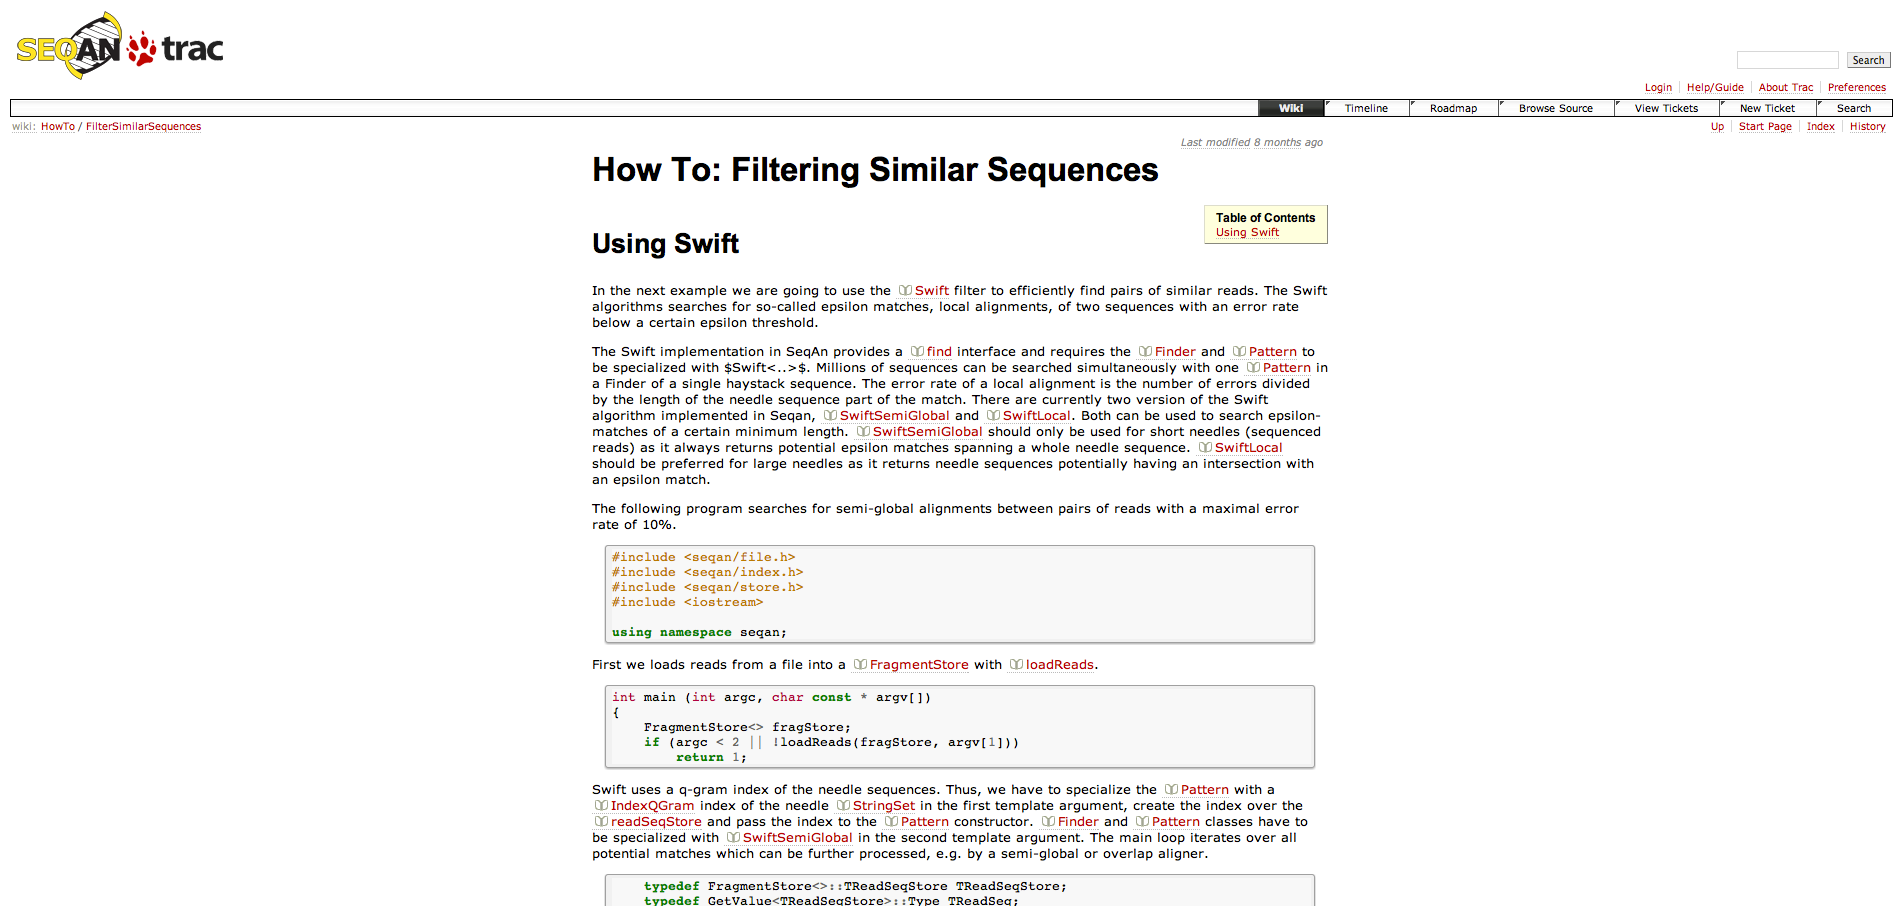 SEQAN trac
Search
Login Help/Guide About Trac Preferences
Wiki Timeline Roadmap Browse Source View Tickets New Ticket Search
wiki: HowTo / FilterSimilarSequences
Up Start Page Index History
Last modified 8 months ago
How To: Filtering Similar Sequences
Table of Contents
Using Swift
Using Swift
In the next example we are going to use the Swift filter to efficiently find pairs of similar reads. The Swift
algorithms searches for so-called epsilon matches, local alignments, of two sequences with an error rate
below a certain epsilon threshold.
The Swift implementation in SeqAn provides a find interface and requires the Finder and Pattern to
be specialized with $Swift<..>$. Millions of sequences can be searched simultaneously with one Pattern in
a Finder of a single haystack sequence. The error rate of a local alignment is the number of errors divided
by the length of the needle sequence part of the match. There are currently two version of the Swift
algorithm implemented in Seqan, SwiftSemiGlobal and SwiftLocal. Both can be used to search epsilon-
matches of a certain minimum length. SwiftSemiGlobal should only be used for short needles (sequenced
reads) as it always returns potential epsilon matches spanning a whole needle sequence. SwiftLocal
should be preferred for large needles as it returns needle sequences potentially having an intersection with
an epsilon match.
The following program searches for semi-global alignments between pairs of reads with a maximal error
rate of 10%.
#include <seqan/file.h>
#include <seqan/index.h>
#include <seqan/store.h>
#include <iostream>
using namespace seqan;
First we loads reads from a file into a FragmentStore with loadReads.
int main (int argc, char const * argv[])
{
FragmentStore<> fragStore;
if (argc < 2 || !loadReads(fragStore, argv[1]))
return 1;
Swift uses a q-gram index of the needle sequences. Thus, we have to specialize the Pattern with a
IndexQGram index of the needle StringSet in the first template argument, create the index over the
readSeqStore and pass the index to the Pattern constructor. Finder and Pattern classes have to
be specialized with SwiftSemiGlobal in the second template argument. The main loop iterates over all
potential matches which can be further processed, e.g. by a semi-global or overlap aligner.
typedef FragmentStore<>::TReadSeqStore TReadSeqStore;
typedef GetValue<TReadSeqStore>::Type TReadSeq;